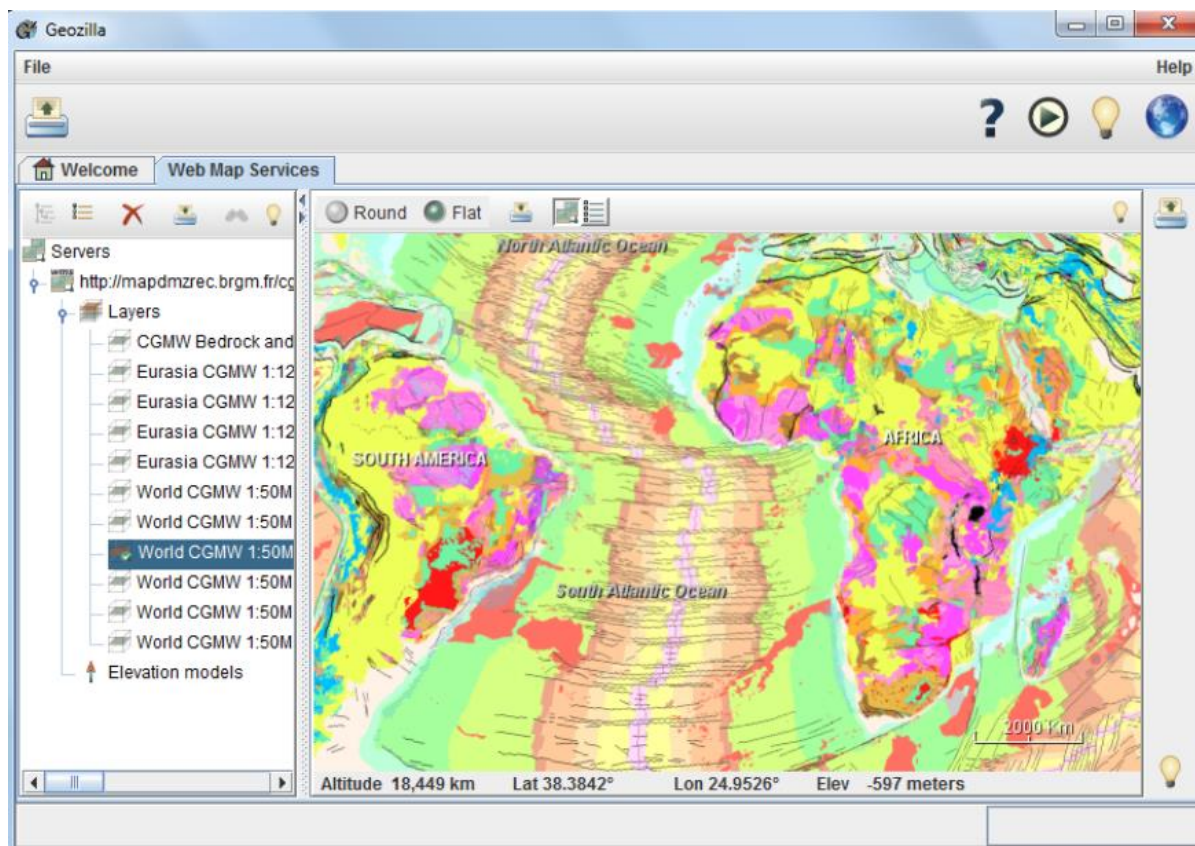 Geozilla
File Help
Welcome Web Map Services
Round Flat
Servers
http://mapdmzrec.brgm.fr/cg
Layers
CGMW Bedrock and
Eurasia CGMW 1:12
Eurasia CGMW 1:12
Eurasia CGMW 1:12
Eurasia CGMW 1:12
World CGMW 1:50M
World CGMW 1:50M
World CGMW 1:50M
World CGMW 1:50M
World CGMW 1:50M
World CGMW 1:50M
Elevation models
North Atlantic Ocean
AFRICA
SOUTH AMERICA
South Atlantic Ocean
2000 Km
Altitude 18,449 km Lat 38.3842° Lon 24.9526° Elev -597 meters